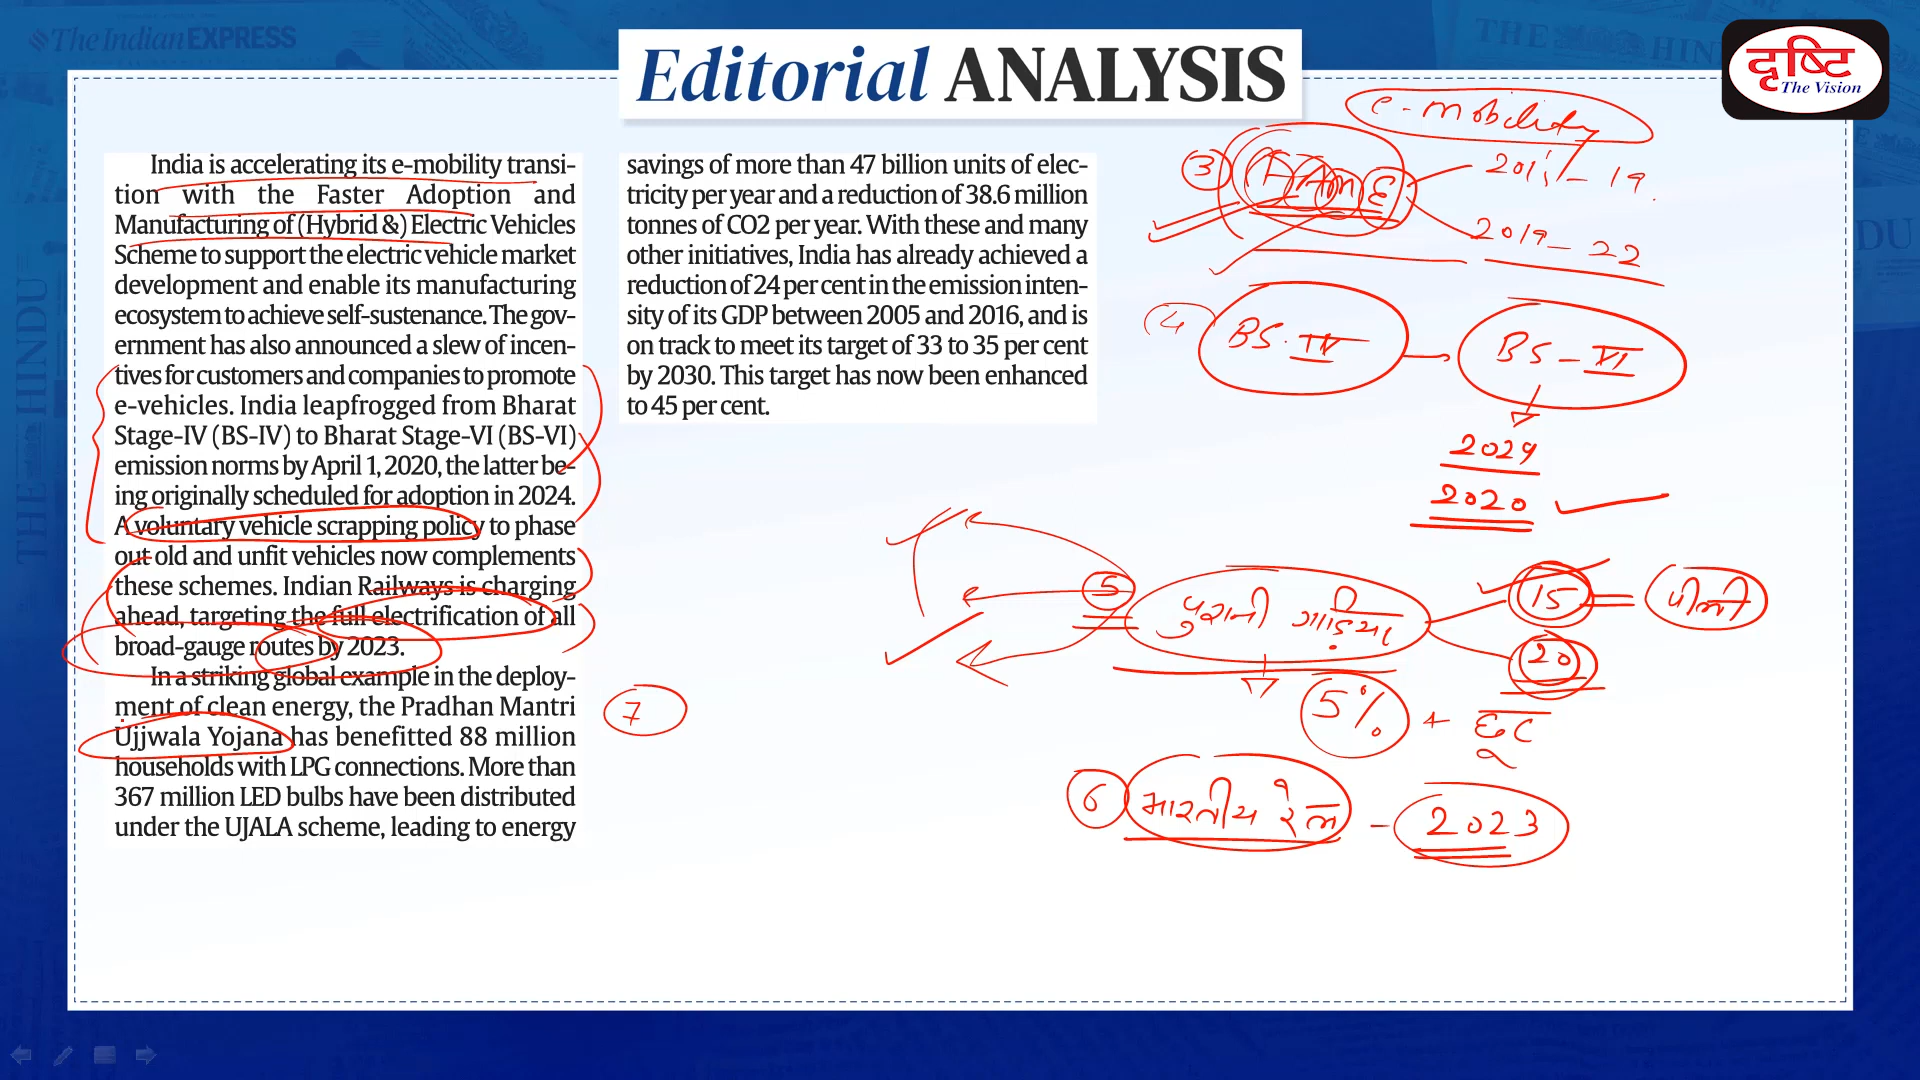 The Indian EXPRESS
Editorial ANALYSIS
THE HINDU
दृष्टि
The Vision
THE HINDU
India is accelerating its e-mobility transi-
tion with the Faster Adoption and
Manufacturing of (Hybrid &) Electric Vehicles
Scheme to support the electric vehicle market
development and enable its manufacturing
ecosystem to achieve self-sustenance. The gov-
ernment has also announced a slew of incen-
tives for customers and companies to promote
e-vehicles. India leapfrogged from Bharat
Stage-IV (BS-IV) to Bharat Stage-VI (BS-VI)
emission norms by April 1, 2020, the latter be-
ing originally scheduled for adoption in 2024.
A voluntary vehicle scrapping policy to phase
out old and unfit vehicles now complements
these schemes. Indian Railways is charging
ahead, targeting the full electrification of all
broad-gauge routes by 2023.
In a striking global example in the deploy-
ment of clean energy, the Pradhan Mantri
Ujjwala Yojana has benefitted 88 million
households with LPG connections. More than
367 million LED bulbs have been distributed
under the UJALA scheme, leading to energy
savings of more than 47 billion units of elec-
tricity per year and a reduction of 38.6 million
tonnes of CO2 per year. With these and many
other initiatives, India has already achieved a
reduction of 24 per cent in the emission inten-
sity of its GDP between 2005 and 2016, and is
on track to meet its target of 33 to 35 per cent
by 2030. This target has now been enhanced
to 45 per cent.
e-mobility
3 FAME
2019-22
4 BS-IV BS-VI
2024
2020
5 पुरानी गाड़िया 15
20
5% +
6 भारतीय रेल - 2023
7